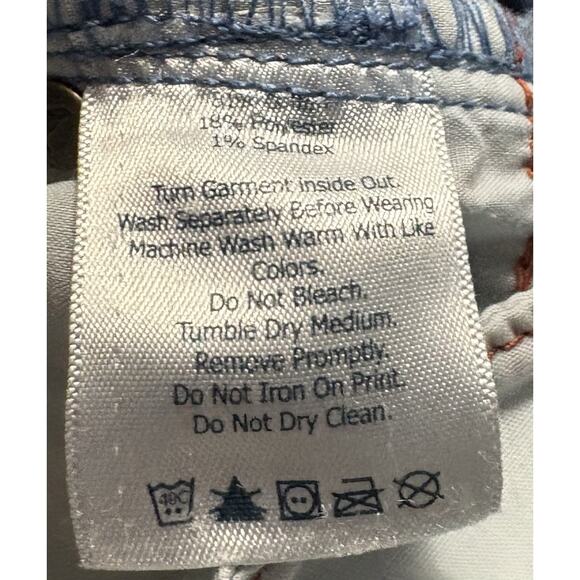 18% Polyester
1% Spandex
Turn Garment Inside Out.
Wash Separately Before Wearing
Machine Wash Warm With Like
Colors.
Do Not Bleach.
Tumble Dry Medium.
Remove Promptly.
Do Not Iron On Print.
Do Not Dry Clean.
40C